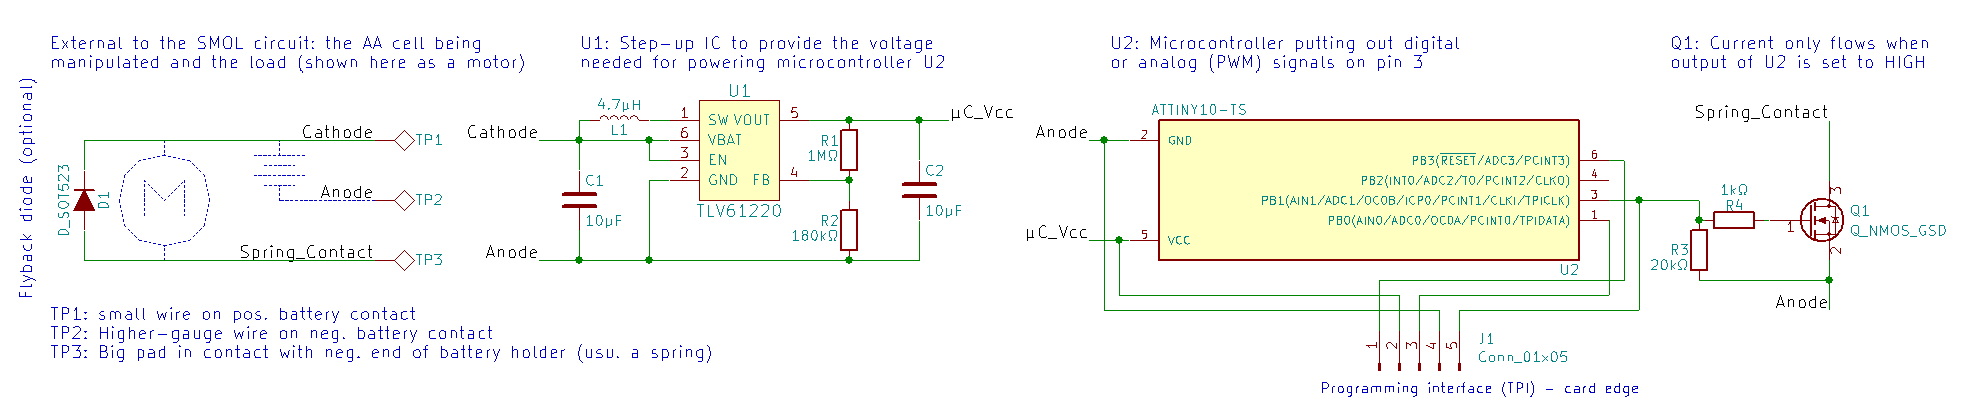 External to the SMOL circuit: the AA cell being
manipulated and the load (shown here as a motor)
Flyback diode (optional)
D_SOT523
D1
M
Cathode
TP1
Anode
TP2
Spring_Contact
TP3
TP1: small wire on pos. battery contact
TP2: Higher-gauge wire on neg. battery contact
TP3: Big pad in contact with neg. end of battery holder (usu. a spring)
U1: Step-up IC to provide the voltage
needed for powering microcontroller U2
Cathode
4.7µH
L1
C1
10µF
Anode
U1
1 SW VOUT 5
6 VBAT
3 EN
2 GND FB 4
TLV61220
R1
1MΩ
R2
180kΩ
C2
10µF
µC_Vcc
U2: Microcontroller putting out digital
or analog (PWM) signals on pin 3
ATTINY10-TS
Anode
2 GND
PB3(RESET/ADC3/PCINT3) 6
PB2(INT0/ADC2/T0/PCINT2/CLKO) 4
PB1(AIN1/ADC1/OC0B/ICP0/PCINT1/CLKI/TPICLK) 3
PB0(AIN0/ADC0/OC0A/PCINT0/TPIDATA) 1
µC_Vcc
5 VCC
U2
1 2 3 4 5
J1
Conn_01x05
Programming interface (TPI) - card edge
Q1: Current only flows when
output of U2 is set to HIGH
Spring_Contact
1kΩ
R4
R3
20kΩ
3
1
2
Q1
Q_NMOS_GSD
Anode